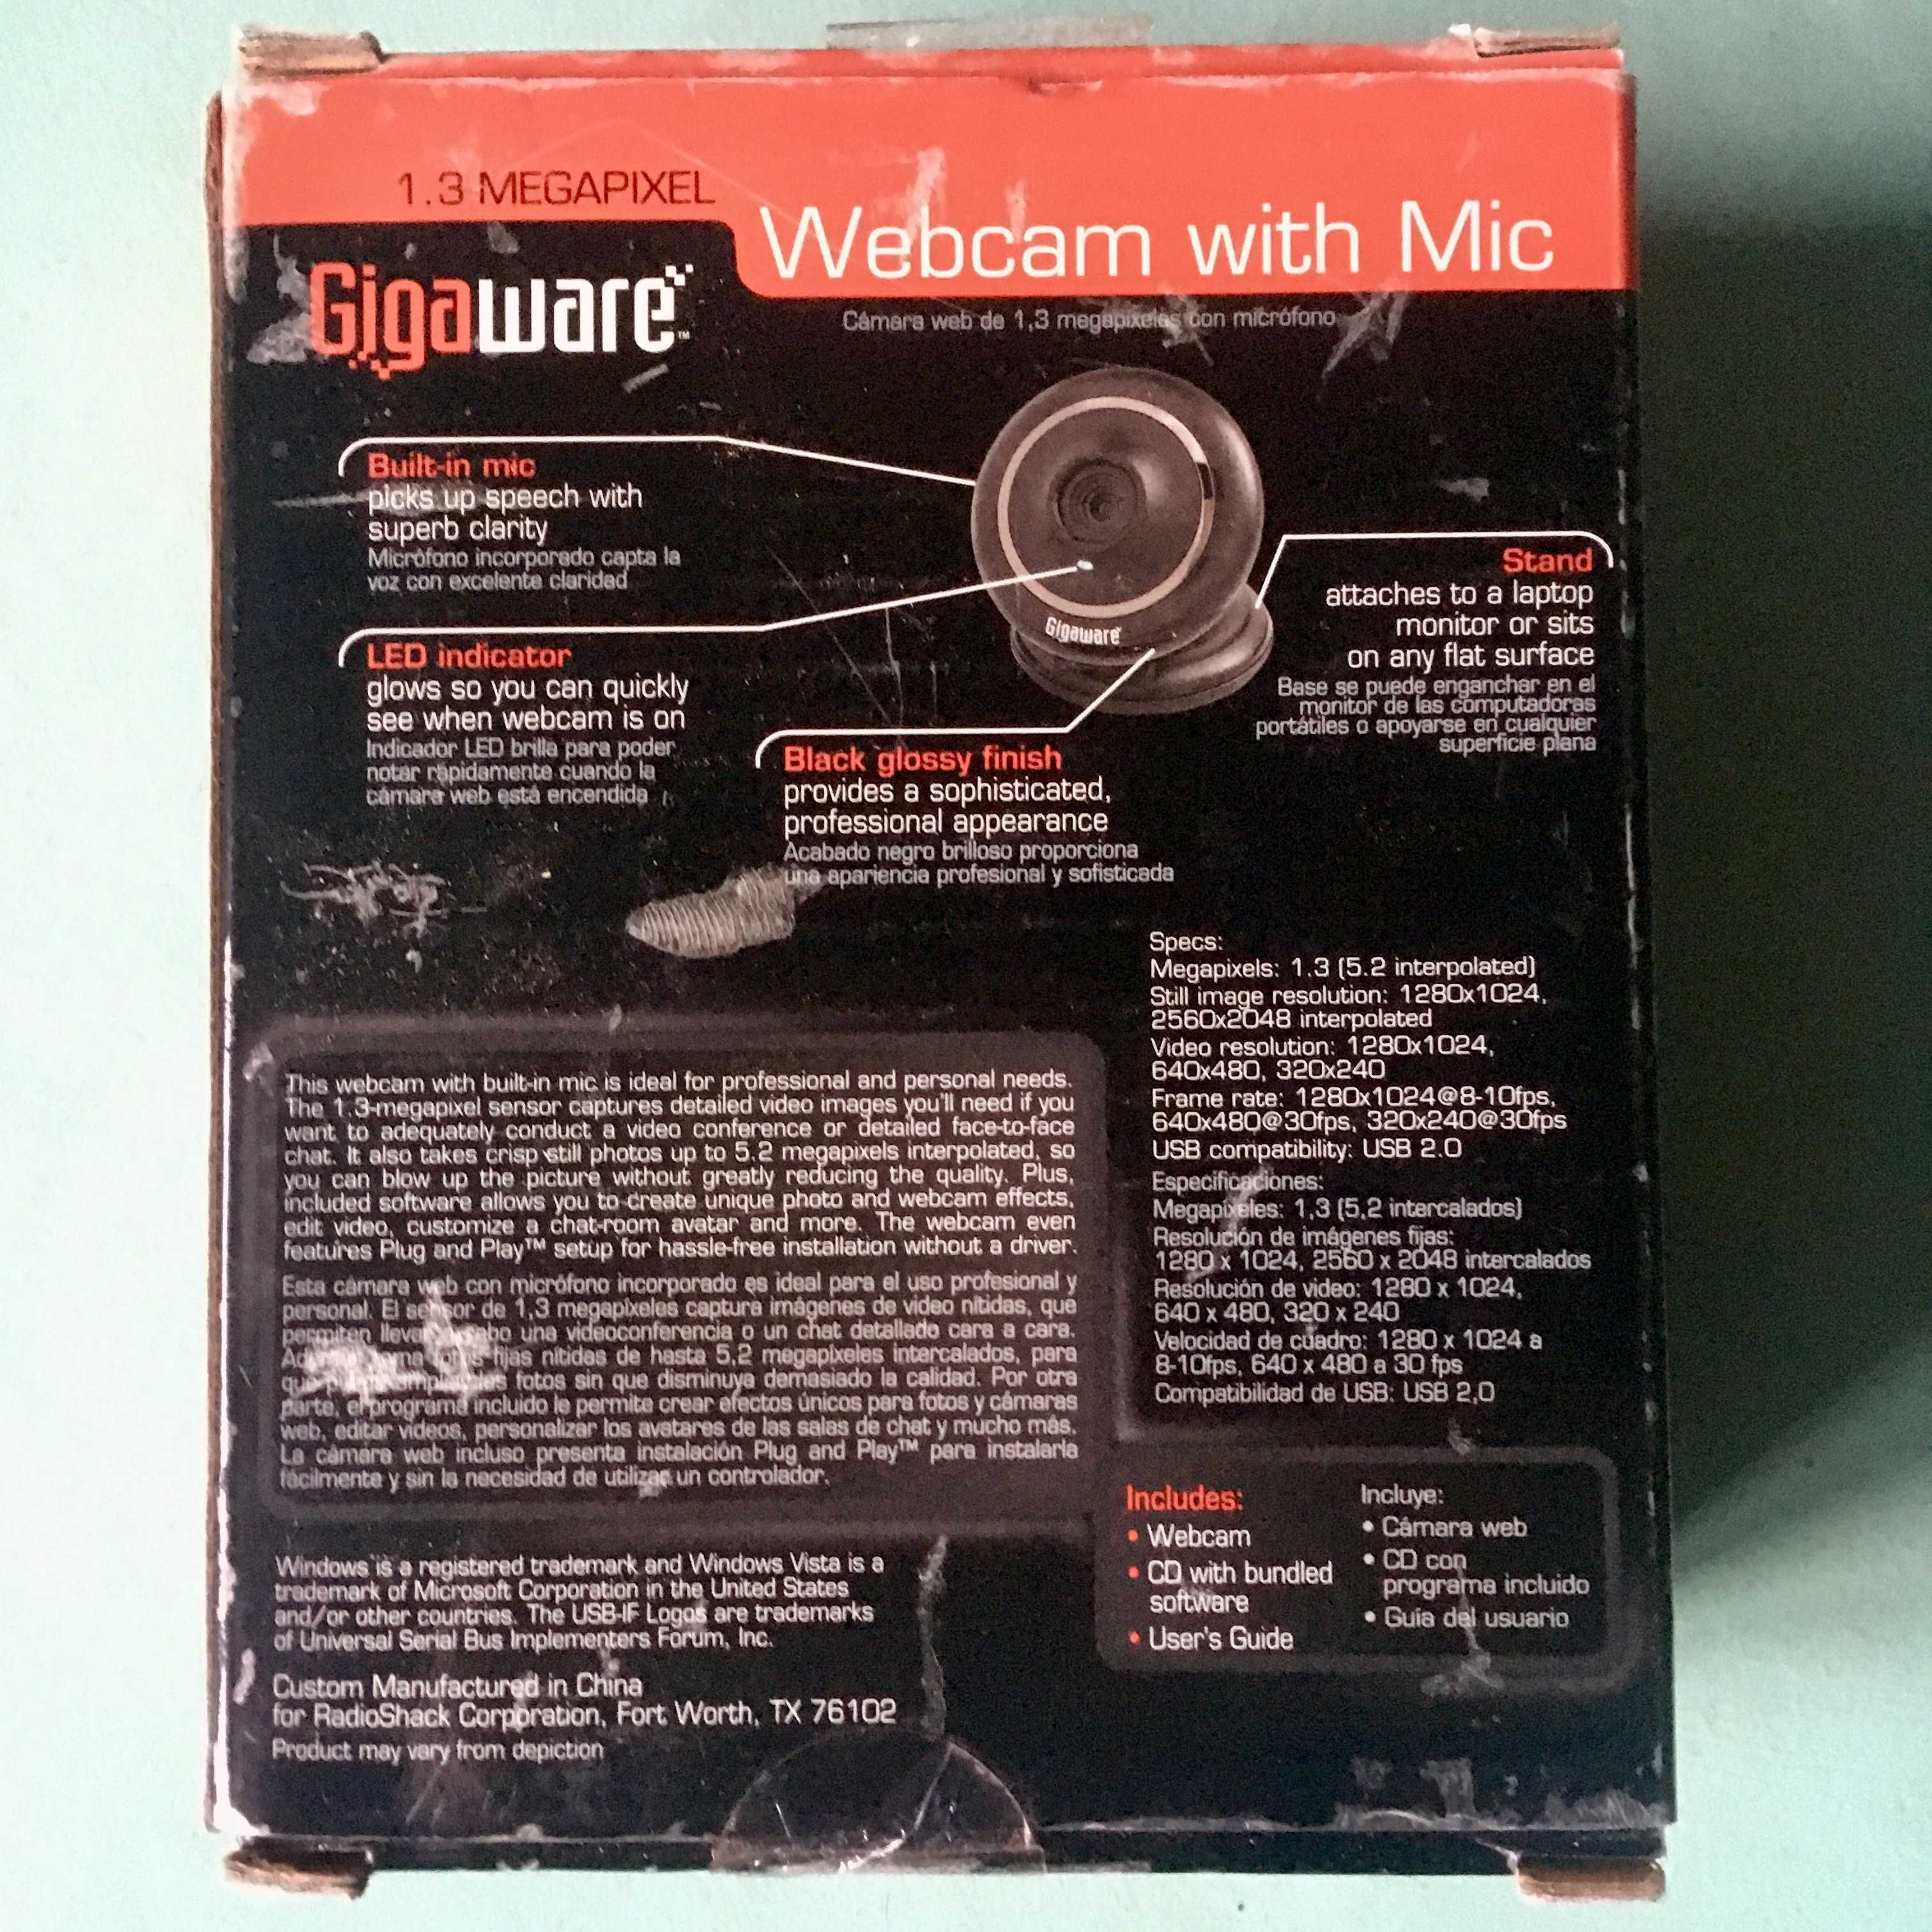 1.3 MEGAPIXEL
Webcam with Mic
Gigaware™
Cámara web de 1,3 megapixeles con micrófono
Built-in mic
picks up speech with
superb clarity
Micrófono incorporado capta la
voz con excelente claridad
LED indicator
glows so you can quickly
see when webcam is on
Indicador LED brilla para poder
notar rápidamente cuando la
cámara web está encendida
Gigaware
Stand
attaches to a laptop
monitor or sits
on any flat surface
Base se puede enganchar en el
monitor de las computadoras
portátiles o apoyarse en cualquier
superficie plana
Black glossy finish
provides a sophisticated,
professional appearance
Acabado negro brilloso proporciona
una apariencia profesional y sofisticada
This webcam with built-in mic is ideal for professional and personal needs.
The 1.3-megapixel sensor captures detailed video images you'll need if you
want to adequately conduct a video conference or detailed face-to-face
chat. It also takes crisp still photos up to 5.2 megapixels interpolated, so
you can blow up the picture without greatly reducing the quality. Plus,
included software allows you to create unique photo and webcam effects,
edit video, customize a chat-room avatar and more. The webcam even
features Plug and Play™ setup for hassle-free installation without a driver.
Esta cámara web con micrófono incorporado es ideal para el uso profesional y
personal. El sensor de 1,3 megapíxeles captura imágenes de video nítidas, que
permiten llevar cabo una videoconferencia o un chat detallado cara a cara.
fijas nítidas de hasta 5,2 megapíxeles intercalados, para
que fotos sin que disminuya demasiado la calidad. Por otra
parte, el programa incluido le permite crear efectos únicos para fotos y cámaras
web, editar videos, personalizar los avatares de las salas de chat y mucho más.
La cámara web incluso presenta instalación Plug and Play™ para instalarla
fácilmente y sin la necesidad de utilizar un controlador.
Specs:
Megapixels: 1.3 (5.2 interpolated)
Still image resolution: 1280x1024,
2560x2048 interpolated
Video resolution: 1280x1024,
640x480, 320x240
Frame rate: 1280x1024@8-10fps,
640x480@30fps, 320x240@30fps
USB compatibility: USB 2.0
Especificaciones:
Megapixeles: 1,3 (5,2 intercalados)
Resolución de imágenes fijas:
1280 x 1024, 2560 x 2048 intercalados
Resolución de video: 1280 x 1024,
640 x 480, 320 x 240
Velocidad de cuadro: 1280 x 1024 a
8-10fps, 640 x 480 a 30 fps
Compatibilidad de USB: USB 2,0
Includes:
• Webcam
• CD with bundled
software
• User's Guide
Incluye:
• Cámara web
• CD con
programa incluido
• Guía del usuario
Windows is a registered trademark and Windows Vista is a
trademark of Microsoft Corporation in the United States
and/or other countries. The USB-IF Logos are trademarks
of Universal Serial Bus Implementers Forum, Inc.
Custom Manufactured in China
for RadioShack Corporation, Fort Worth, TX 76102
Product may vary from depiction